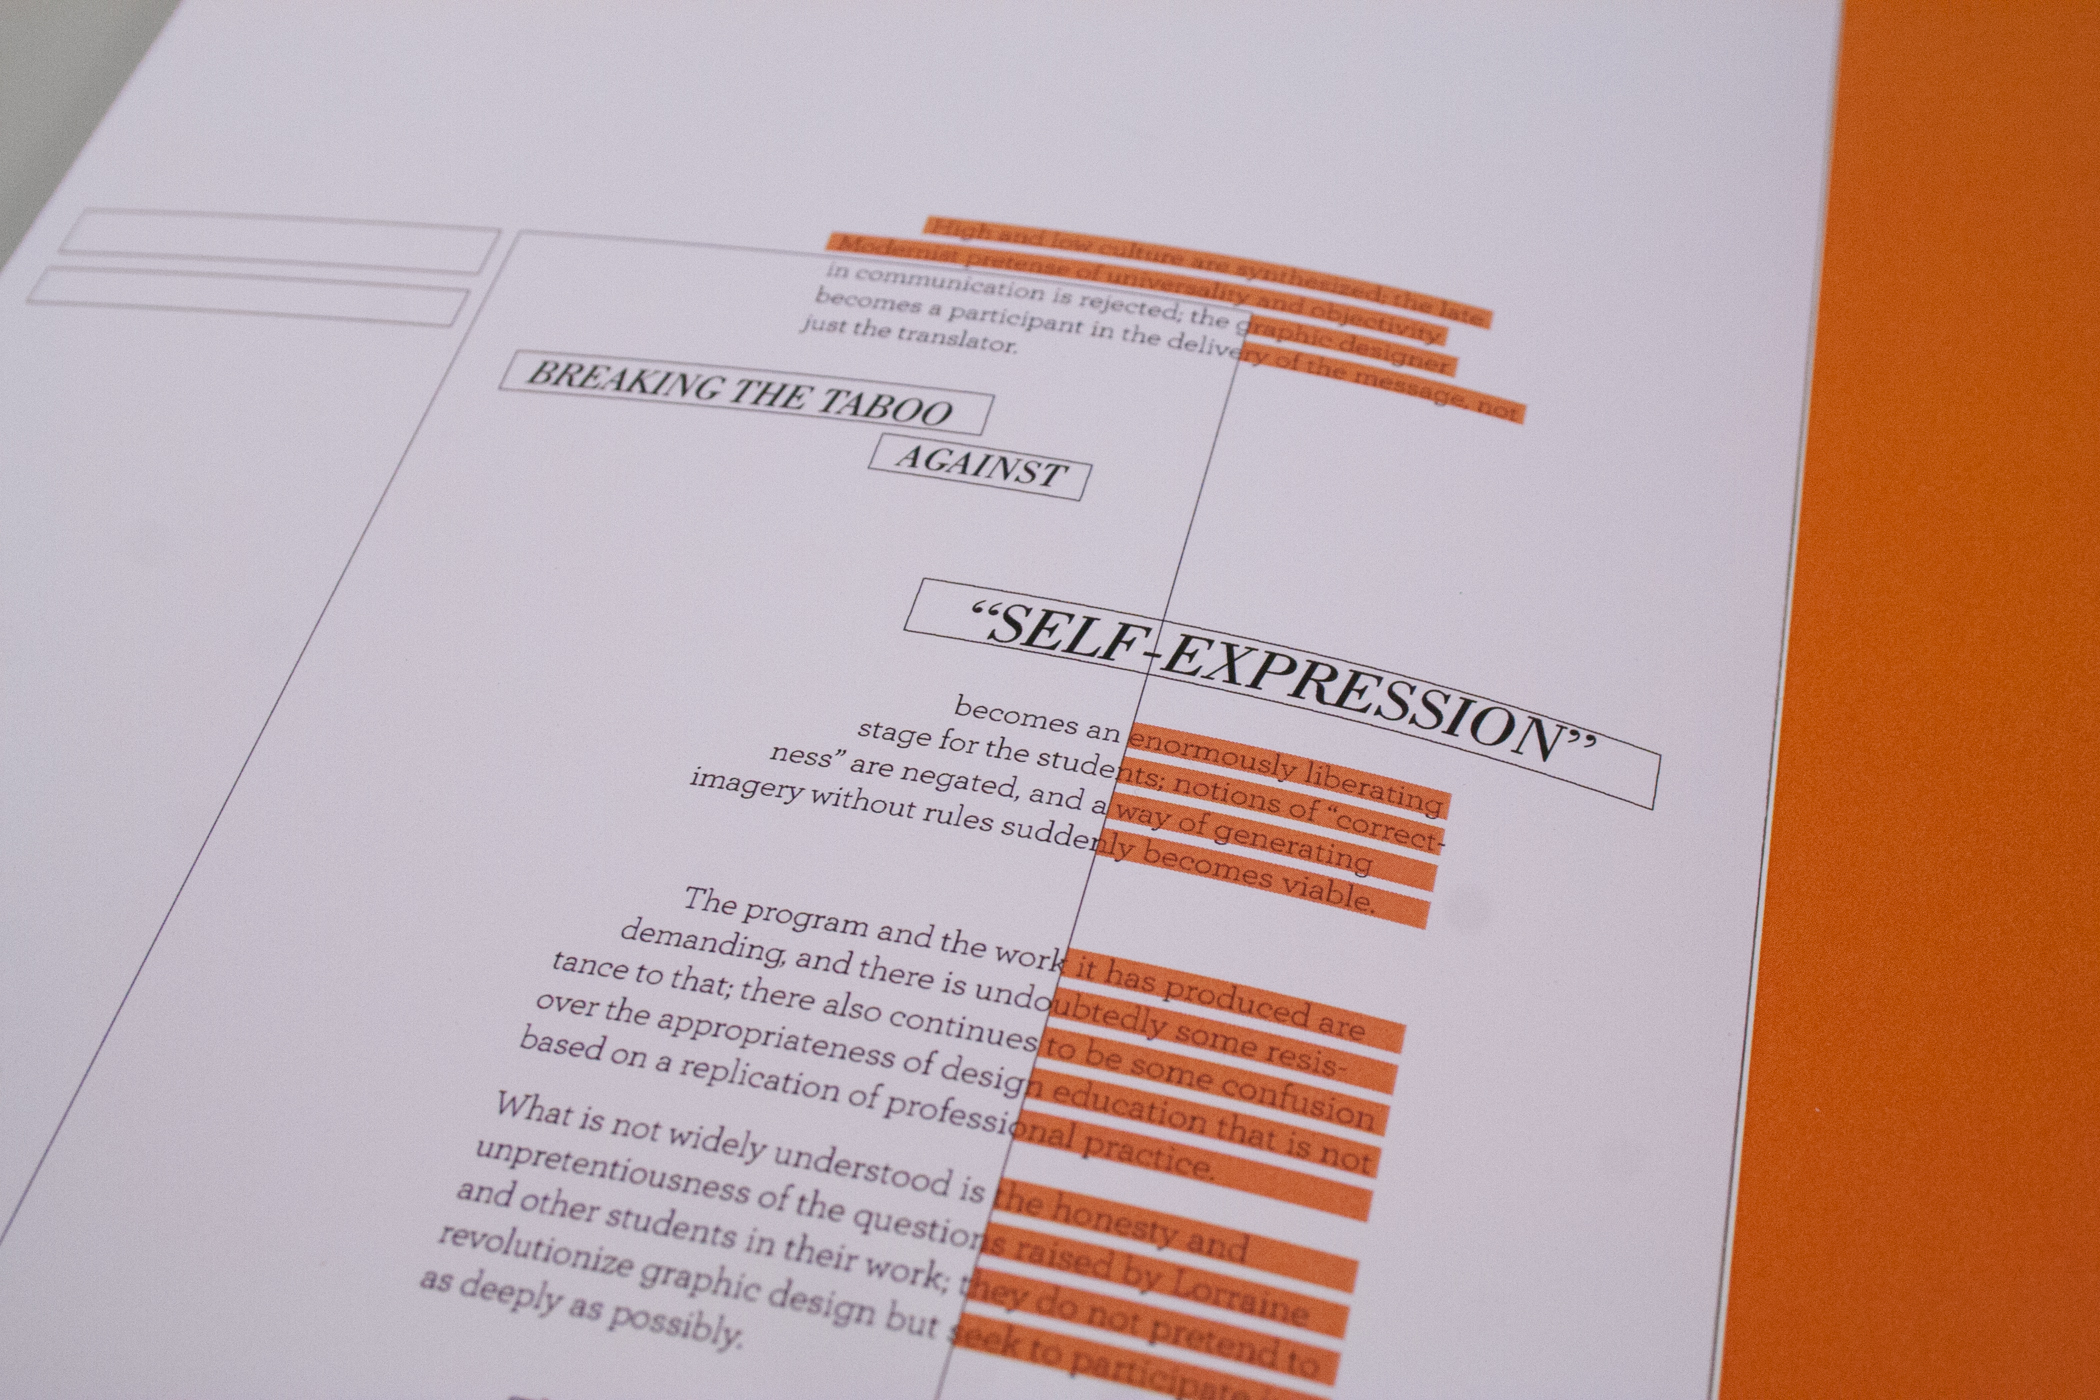 High and low culture are synthesized; the late
Modernist pretense of universality and objectivity
in communication is rejected; the graphic designer
becomes a participant in the delivery of the message, not
just the translator.
BREAKING THE TABOO
AGAINST
“SELF-EXPRESSION”
becomes an enormously liberating
stage for the students; notions of “correct-
ness” are negated, and a way of generating
imagery without rules suddenly becomes viable.
The program and the work it has produced are
demanding, and there is undoubtedly some resis-
tance to that; there also continues to be some confusion
over the appropriateness of design education that is not
based on a replication of professional practice.
What is not widely understood is the honesty and
unpretentiousness of the questions raised by Lorraine
and other students in their work; they do not pretend to
revolutionize graphic design but seek to participate
as deeply as possibly.